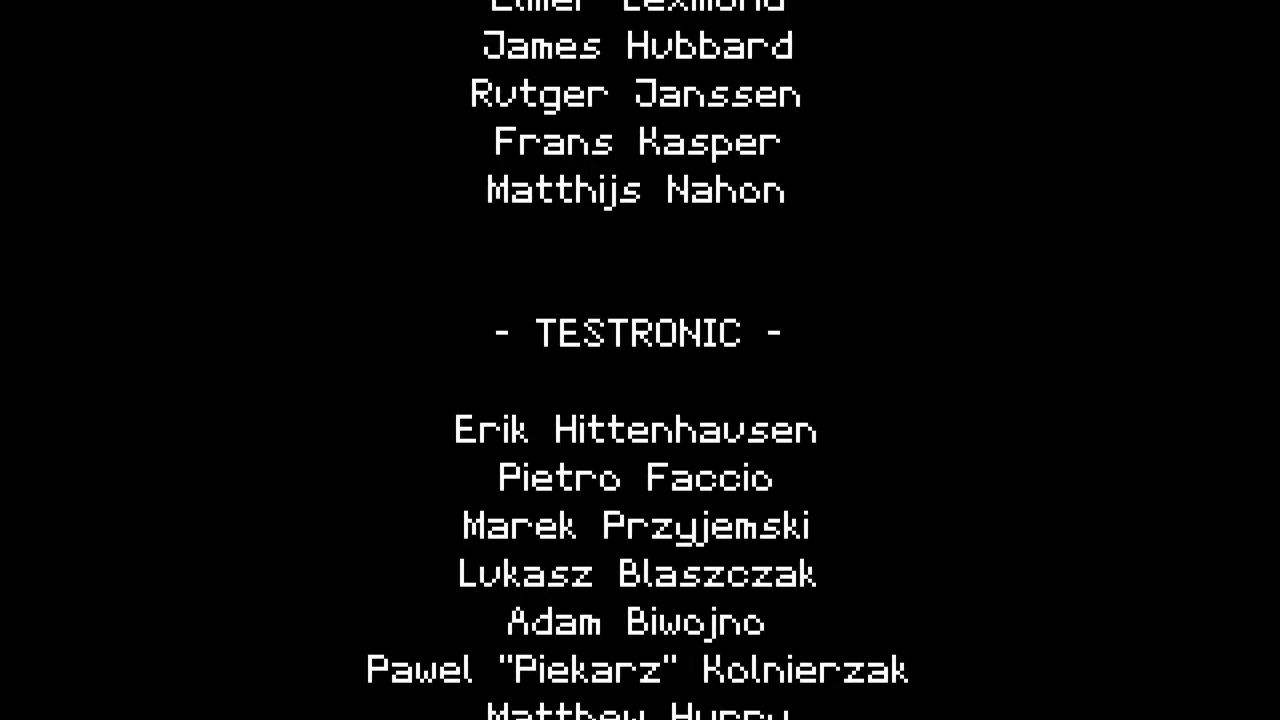 James Hubbard
Rutger Janssen
Frans Kasper
Matthijs Nahon
- TESTRONIC -
Erik Hittenhausen
Pietro Faccio
Marek Przyjemski
Lukasz Blaszczak
Adam Biwojno
Pawel "Piekarz" Kolnierzak
Matthew